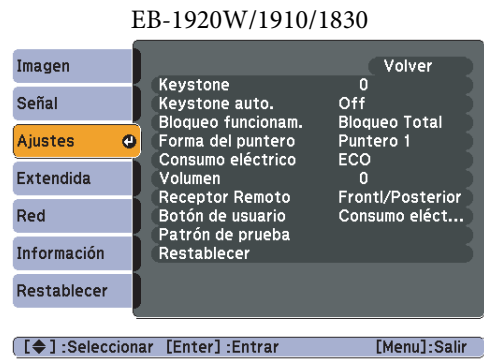 EB-1920W/1910/1830
Imagen
Señal
Ajustes
Extendida
Red
Información
Restablecer
Volver
Keystone 0
Keystone auto. Off
Bloqueo funcionam. Bloqueo Total
Forma del puntero Puntero 1
Consumo eléctrico ECO
Volumen 0
Receptor Remoto Frontl/Posterior
Botón de usuario Consumo eléct...
Patrón de prueba
Restablecer
[◆] :Seleccionar [Enter] :Entrar [Menu]:Salir